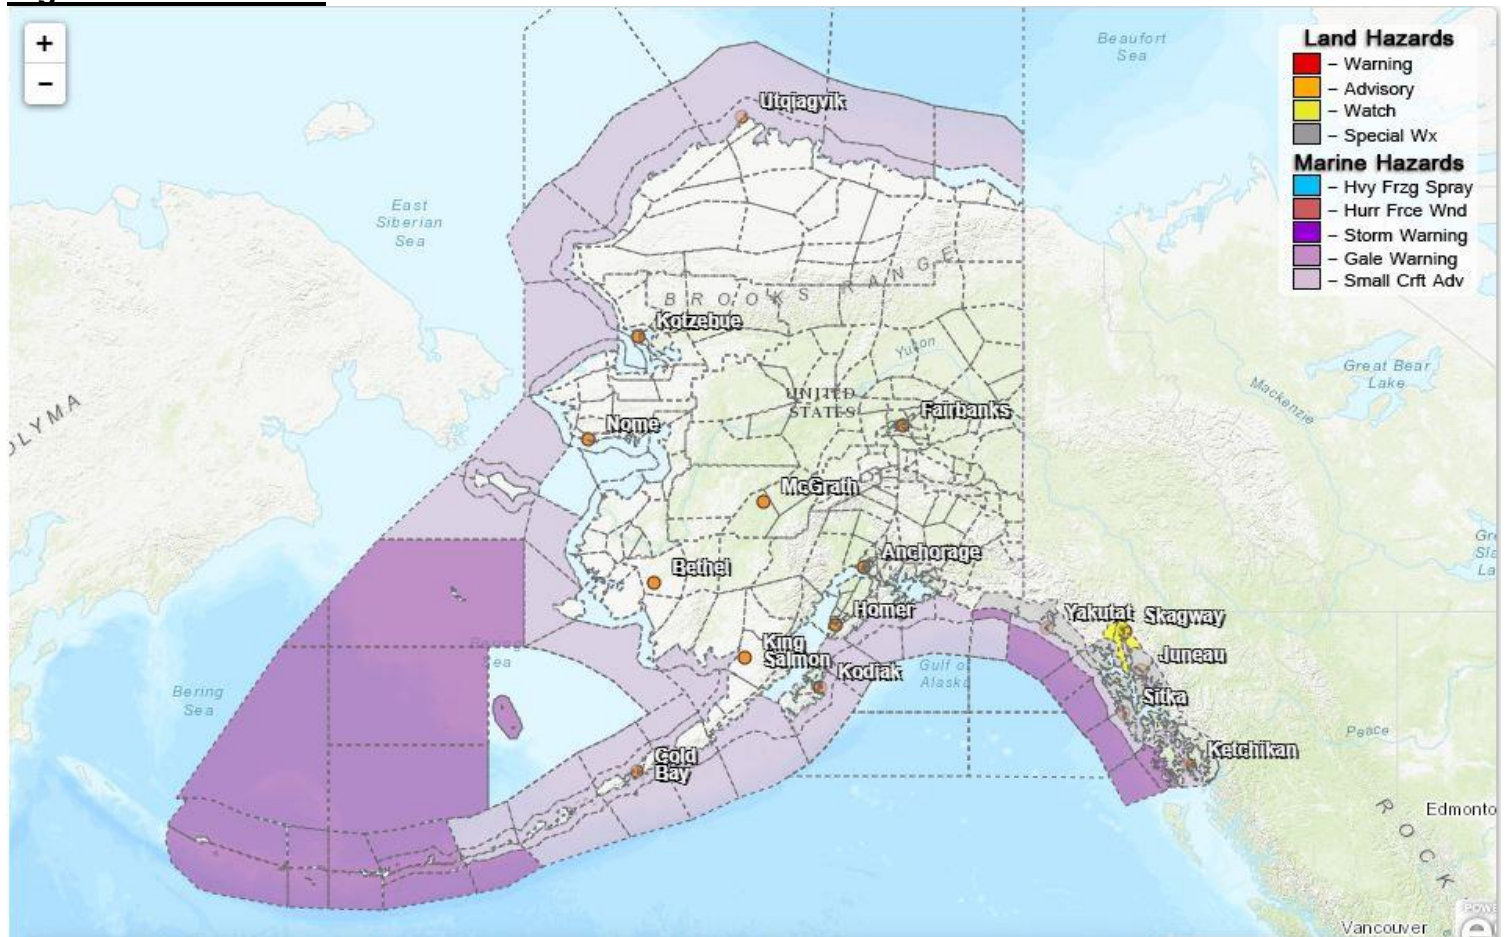 +
−
Beaufort
Sea
Land Hazards
– Warning
– Advisory
– Watch
– Special Wx
Marine Hazards
– Hvy Frzg Spray
– Hurr Frce Wnd
– Storm Warning
– Gale Warning
– Small Crft Adv
Utqiagvik
East
Siberian
Sea
BROOKS RANGE
Kotzebue
Yukon
Great Bear
Lake
Mackenzie
UNITED
STATES
Fairbanks
Nome
OLYMA
McGrath
Anchorage
Bethel
Homer
Yakutat
Skagway
King
Salmon
Juneau
Kodiak
Gulf of
Alaska
Bering
Sea
Sitka
Peace
Ketchikan
Cold
Bay
Edmonto
ROCK
Vancouver